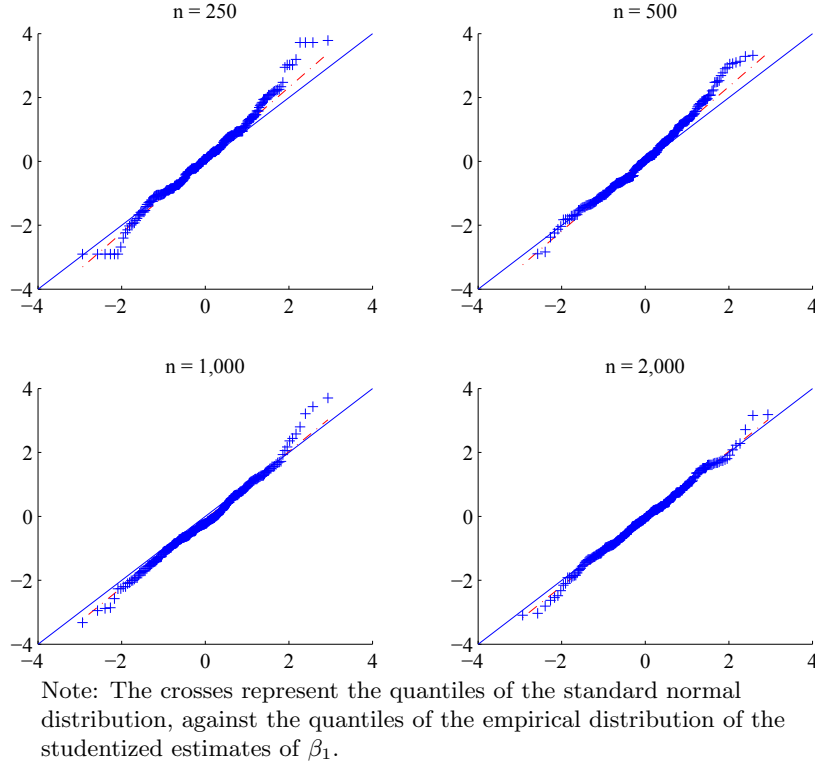 n = 250
4
2
0
−2
−4
−4 −2 0 2 4
n = 500
4
2
0
−2
−4
−4 −2 0 2 4
n = 1,000
4
2
0
−2
−4
−4 −2 0 2 4
n = 2,000
4
2
0
−2
−4
−4 −2 0 2 4
Note: The crosses represent the quantiles of the standard normal
distribution, against the quantiles of the empirical distribution of the
studentized estimates of β₁.